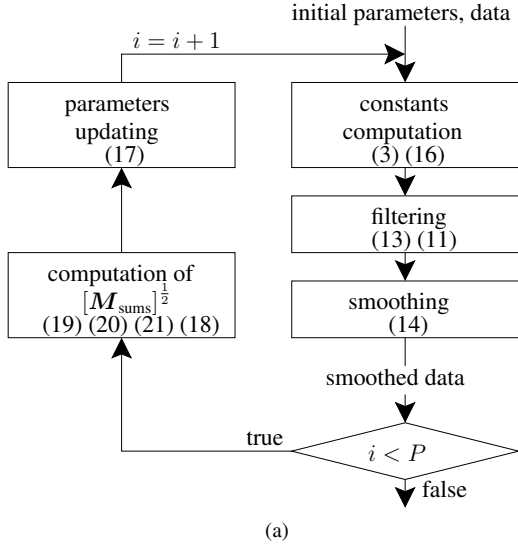 initial parameters, data
i = i + 1
parameters
updating
(17)
constants
computation
(3) (16)
filtering
(13) (11)
computation of
[M_sums]^{1/2}
(19) (20) (21) (18)
smoothing
(14)
smoothed data
true
i < P
false
(a)